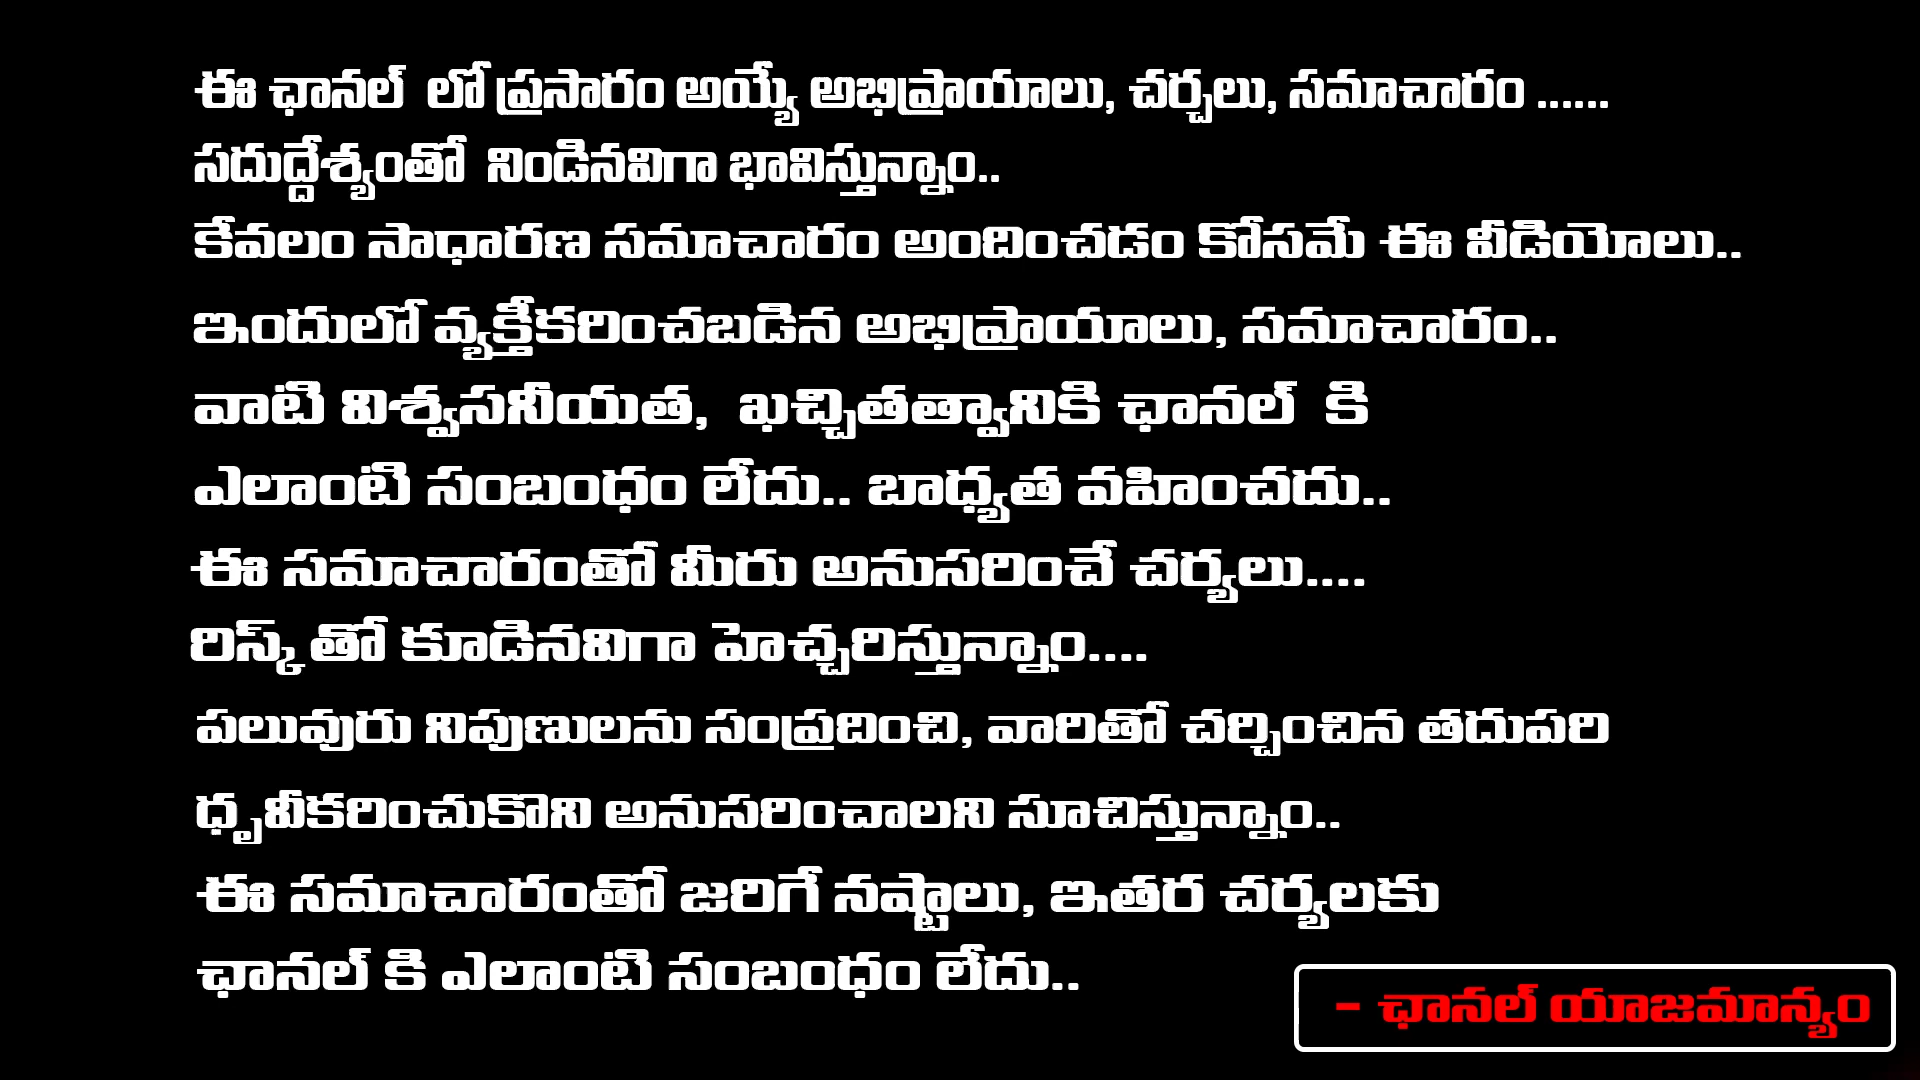 ఈ ఛానల్ లో ప్రసారం అయ్యే అభిప్రాయాలు, చర్చలు, సమాచారం ......
సదుద్దేశ్యంతో నిండినవిగా భావిస్తున్నాం..
కేవలం సాధారణ సమాచారం అందించడం కోసమే ఈ వీడియోలు..
ఇందులో వ్యక్తీకరించబడిన అభిప్రాయాలు, సమాచారం..
వాటి విశ్వసనీయత, ఖచ్చితత్వానికి ఛానల్ కి
ఎలాంటి సంబంధం లేదు.. బాధ్యత వహించదు..
ఈ సమాచారంతో మీరు అనుసరించే చర్యలు....
రిస్క్ తో కూడినవిగా హెచ్చరిస్తున్నాం....
పలువురు నిపుణులను సంప్రదించి, వారితో చర్చించిన తదుపరి
ధృవీకరించుకొని అనుసరించాలని సూచిస్తున్నాం..
ఈ సమాచారంతో జరిగే నష్టాలు, ఇతర చర్యలకు
ఛానల్ కి ఎలాంటి సంబంధం లేదు..
- ఛానల్ యాజమాన్యం